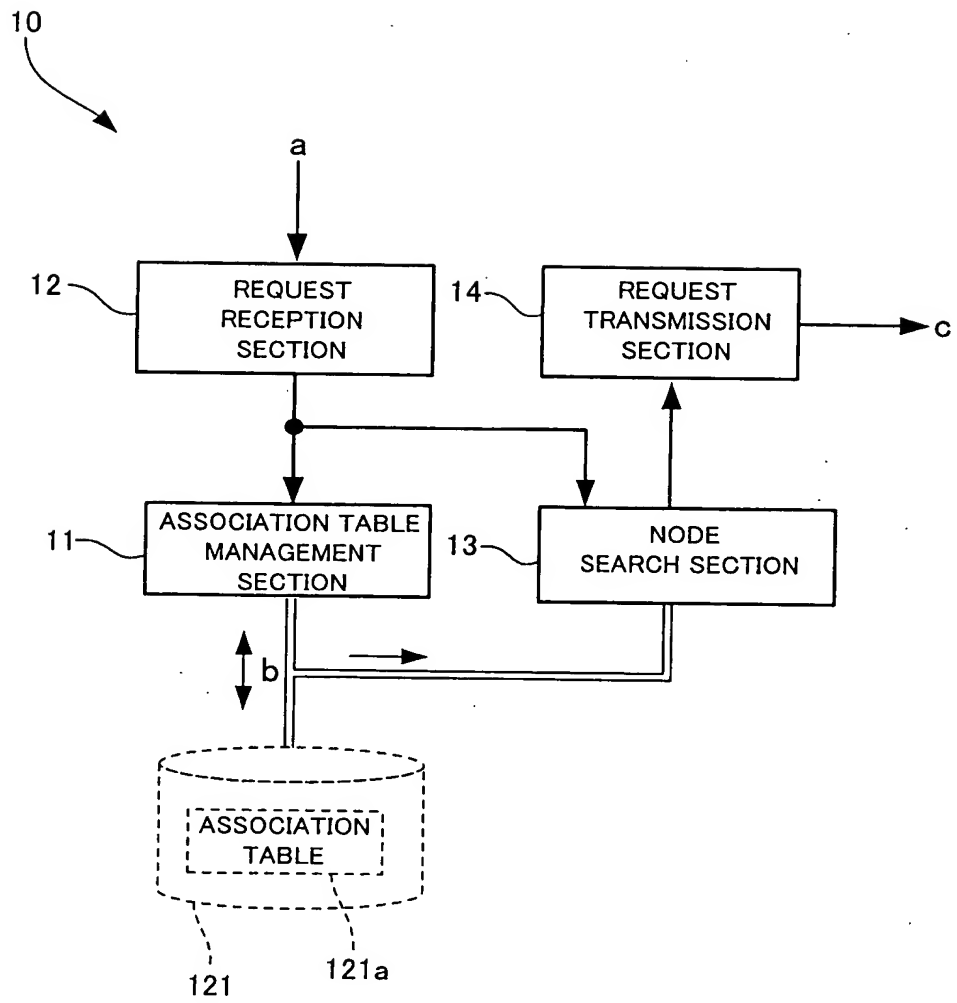 10
a
12
REQUEST
RECEPTION
SECTION
14
REQUEST
TRANSMISSION
SECTION
c
11
ASSOCIATION TABLE
MANAGEMENT
SECTION
13
NODE
SEARCH SECTION
b
ASSOCIATION
TABLE
121
121a